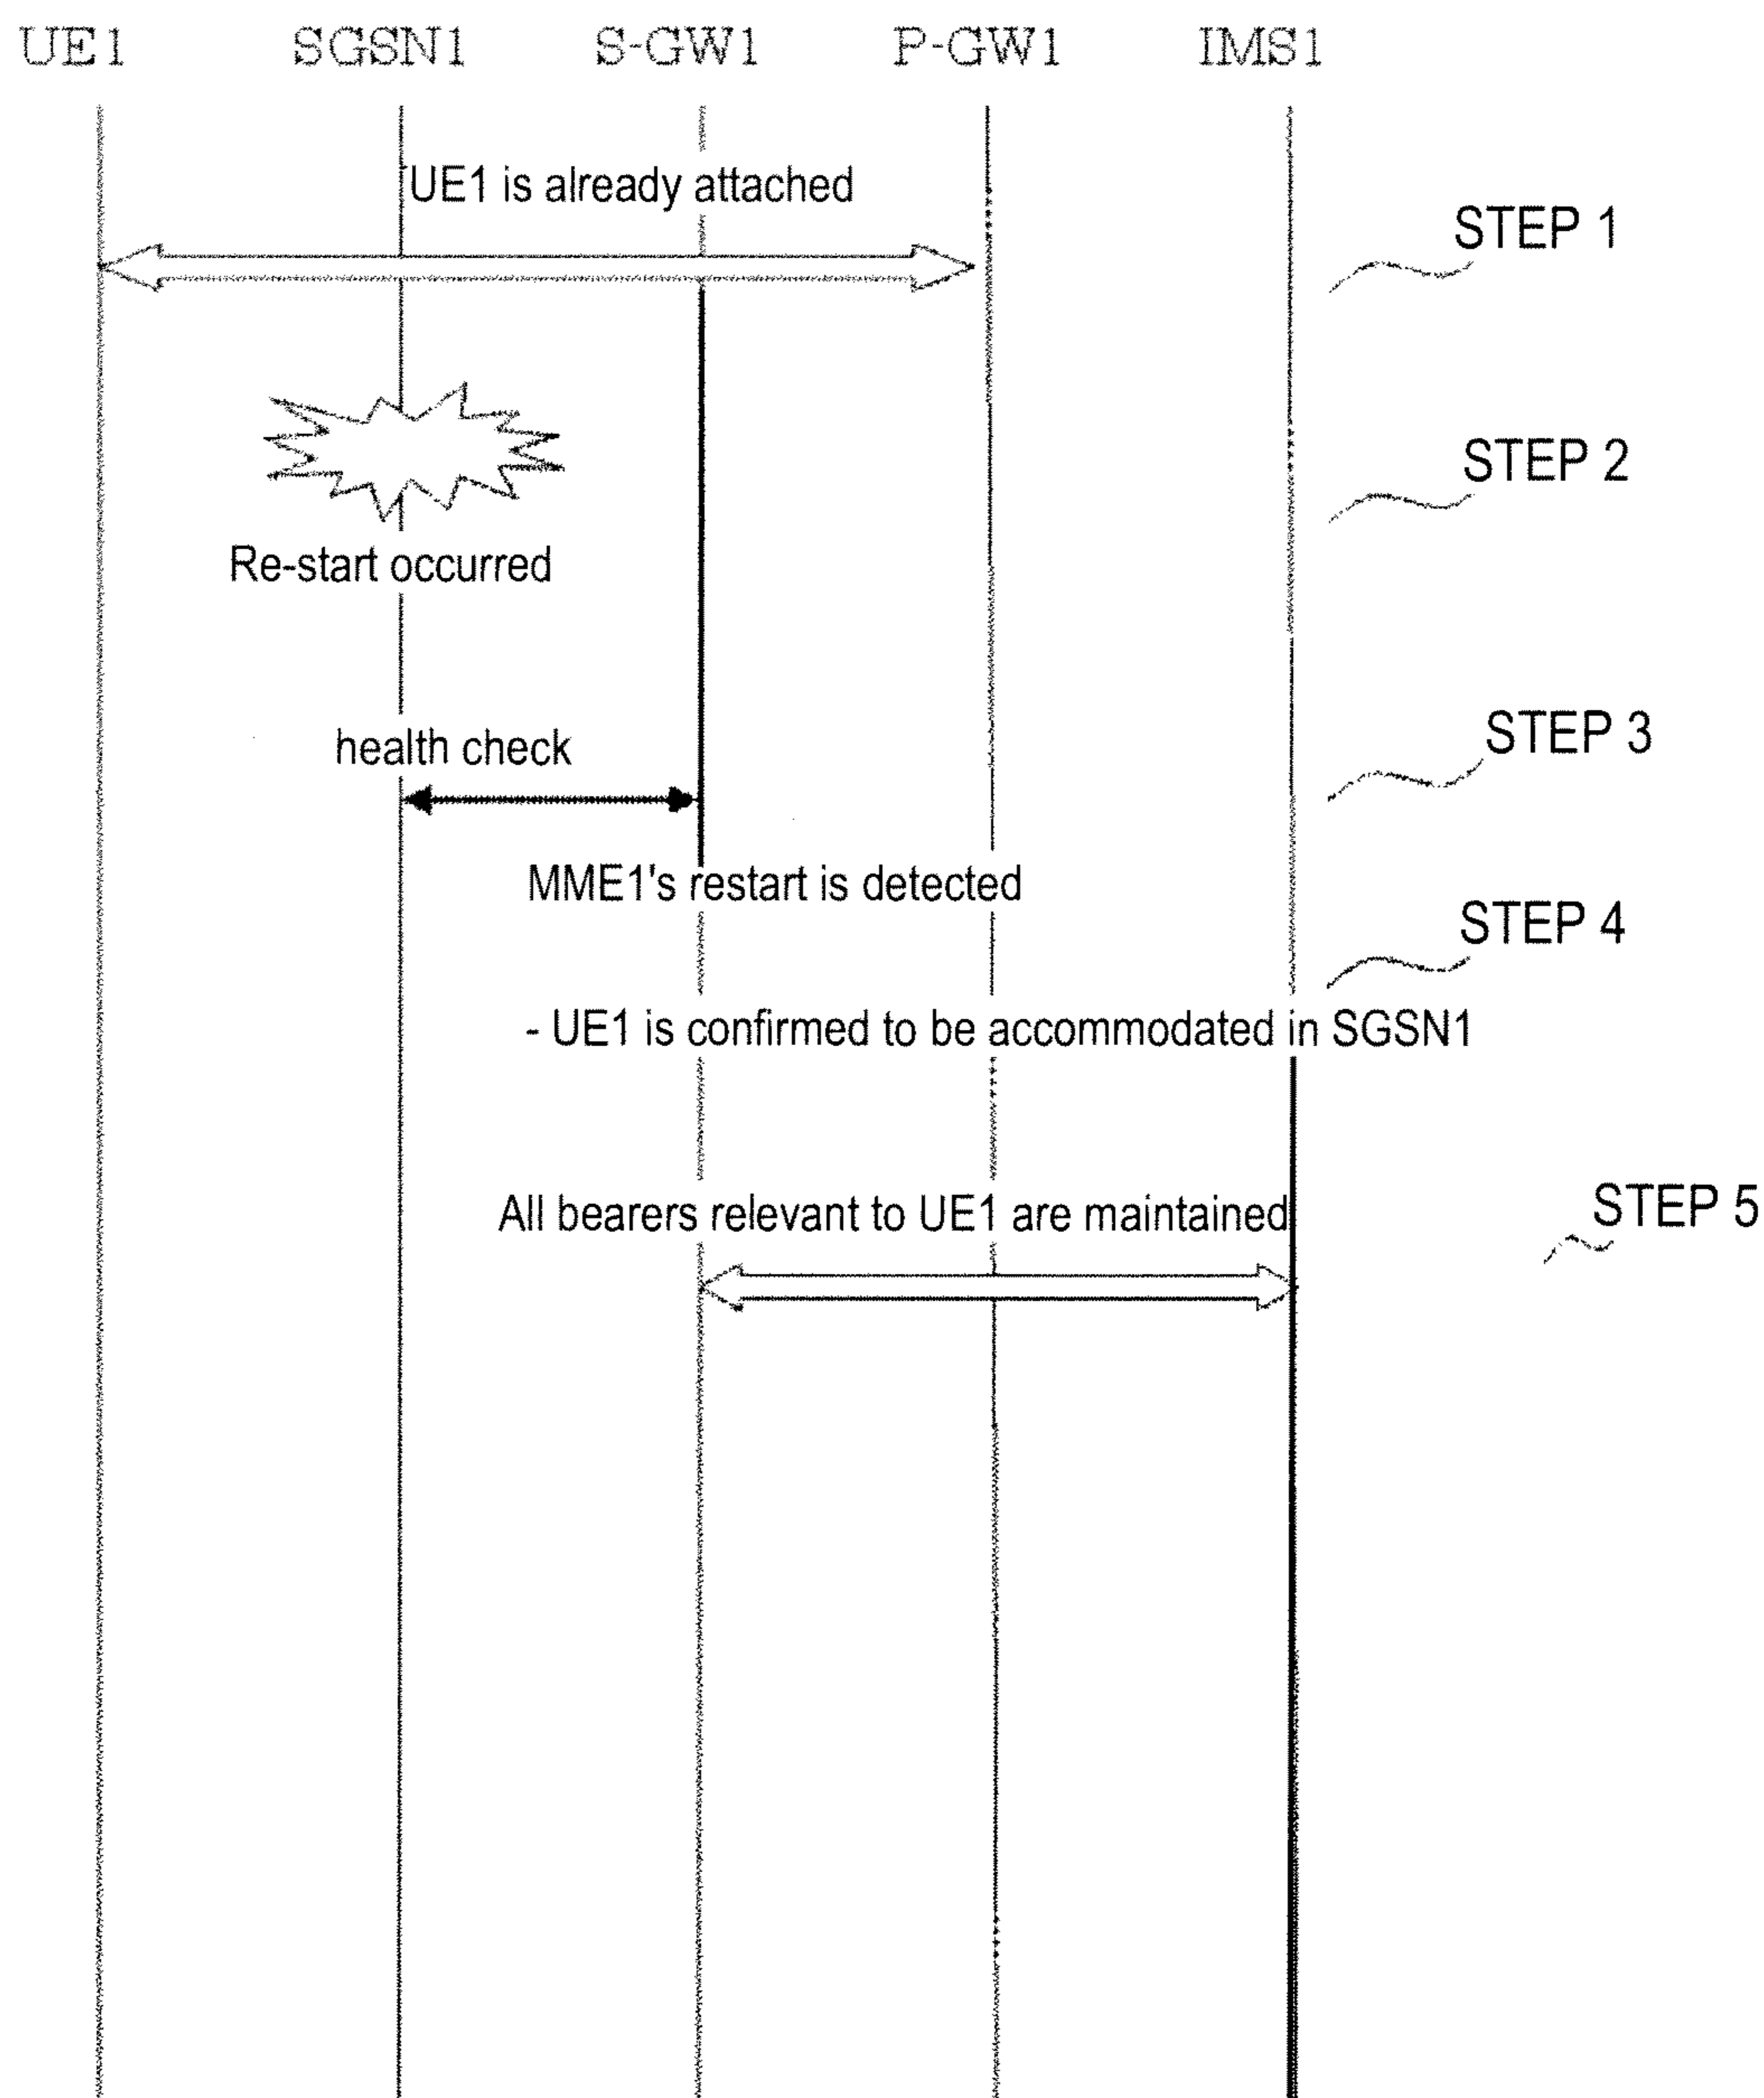 UE1 SGSN1 S-GW1 P-GW1 IMS1
UE1 is already attached
STEP 1
STEP 2
Re-start occurred
STEP 3
health check
MME1's restart is detected
STEP 4
- UE1 is confirmed to be accommodated in SGSN1
All bearers relevant to UE1 are maintained
STEP 5